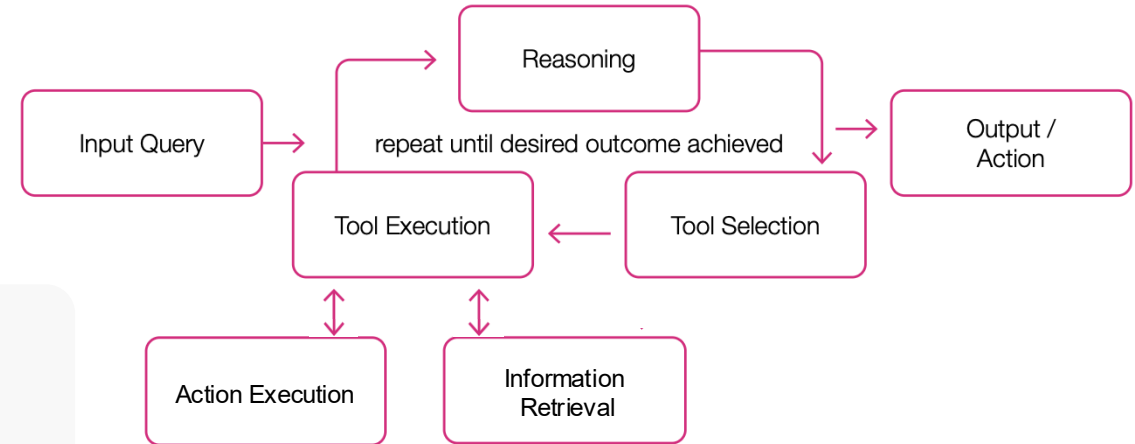 Reasoning
Input Query
repeat until desired outcome achieved
Output /
Action
Tool Execution
Tool Selection
Action Execution
Information
Retrieval